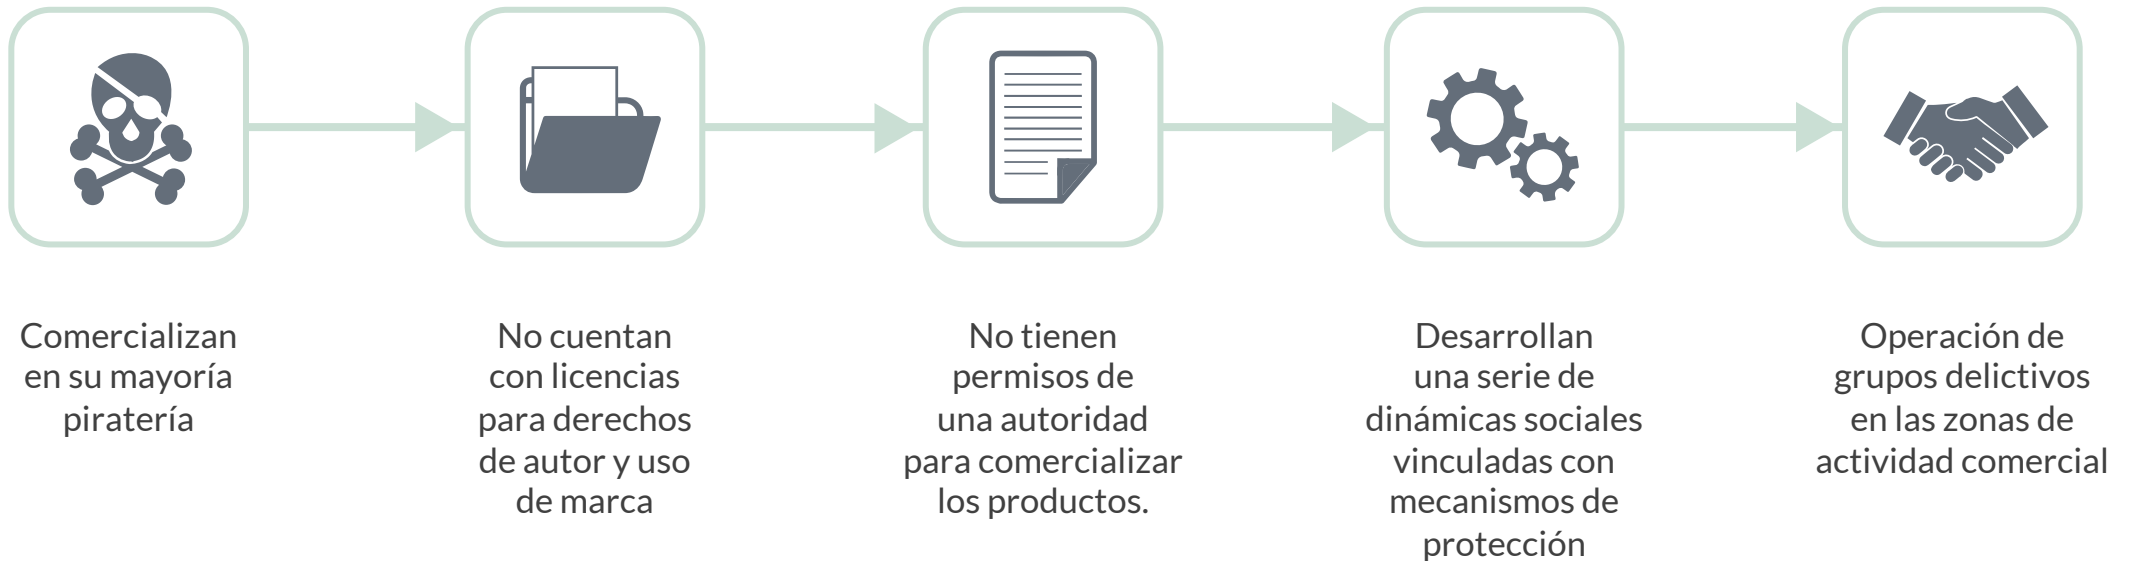 Comercializan
en su mayoría
piratería
No cuentan
con licencias
para derechos
de autor y uso
de marca
No tienen
permisos de
una autoridad
para comercializar
los productos.
Desarrollan
una serie de
dinámicas sociales
vinculadas con
mecanismos de
protección
Operación de
grupos delictivos
en las zonas de
actividad comercial